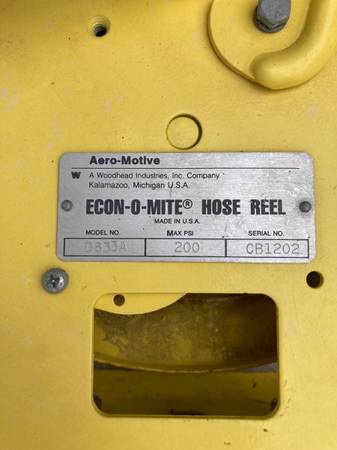 Aero-Motive
W A Woodhead Industries, Inc. Company
Kalamazoo, Michigan U.S.A.
ECON-O-MITE® HOSE REEL
MADE IN U.S.A.
MODEL NO. MAX PSI SERIAL NO.
D833A 200 CB1202